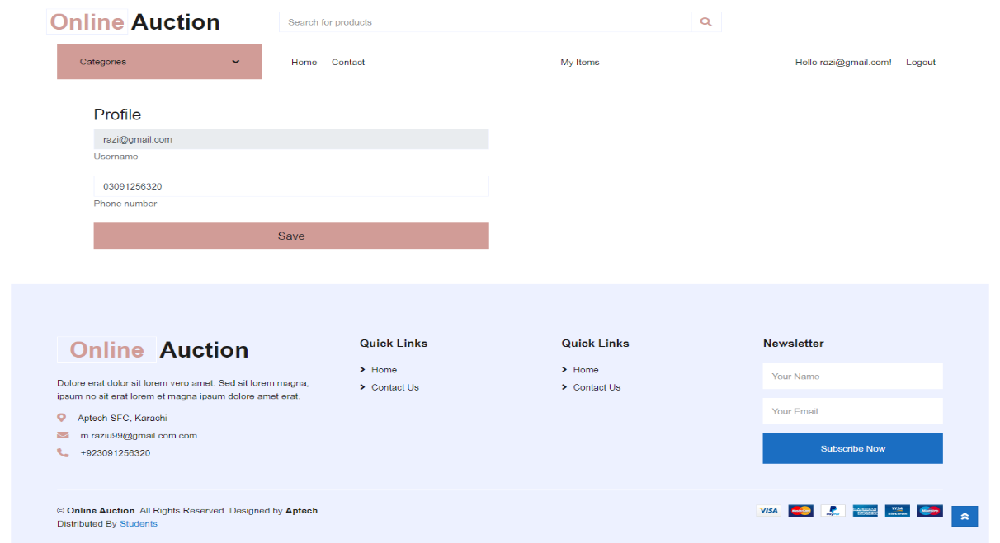 Online Auction
Search for products
Categories
Home Contact My Items Hello razi@gmail.com! Logout
Profile
razi@gmail.com
Username
03091256320
Phone number
Save
Online Auction
Dolore erat dolor sit lorem vero amet. Sed sit lorem magna,
ipsum no sit erat lorem et magna ipsum dolore amet erat.
Aptech SFC, Karachi
m.raziu99@gmail.com.com
+923091256320
Quick Links
Home
Contact Us
Quick Links
Home
Contact Us
Newsletter
Your Name
Your Email
Subscribe Now
© Online Auction. All Rights Reserved. Designed by Aptech
Distributed By Students
VISA
PayPal
VISA
Electron